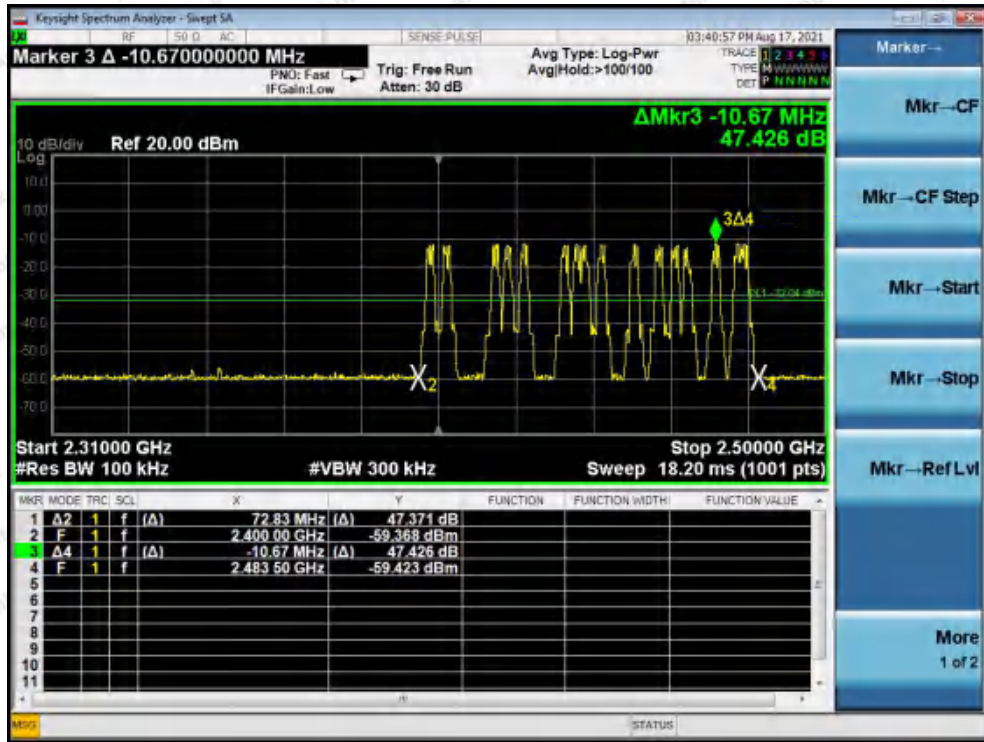 Keysight Spectrum Analyzer - Swept SA
LXI RF 50 Ω AC SENSE:PULSE 03:40:57 PM Aug 17, 2021
Marker 3 Δ -10.670000000 MHz
PNO: Fast
IFGain:Low
Trig: Free Run
Atten: 30 dB
Avg Type: Log-Pwr
Avg|Hold:>100/100
TRACE 1 2 3 4 5 6
TYPE M W W W W W
DET P N N N N N
ΔMkr3 -10.67 MHz
47.426 dB
10 dB/div Ref 20.00 dBm
Log
10.0
0.00
-10.0
-20.0
-30.0
-40.0
-50.0
-60.0
-70.0
3Δ4
DL1 -32.04 dBm
2
4
Start 2.31000 GHz Stop 2.50000 GHz
#Res BW 100 kHz #VBW 300 kHz Sweep 18.20 ms (1001 pts)
MKR MODE TRC SCL X Y FUNCTION FUNCTION WIDTH FUNCTION VALUE
1 Δ2 1 f (Δ) 72.83 MHz (Δ) 47.371 dB
2 F 1 f 2.400 00 GHz -59.368 dBm
3 Δ4 1 f (Δ) -10.67 MHz (Δ) 47.426 dB
4 F 1 f 2.483 50 GHz -59.423 dBm
5
6
7
8
9
10
11
MSG STATUS
Marker→
Mkr→CF
Mkr→CF Step
Mkr→Start
Mkr→Stop
Mkr→Ref Lvl
More
1 of 2